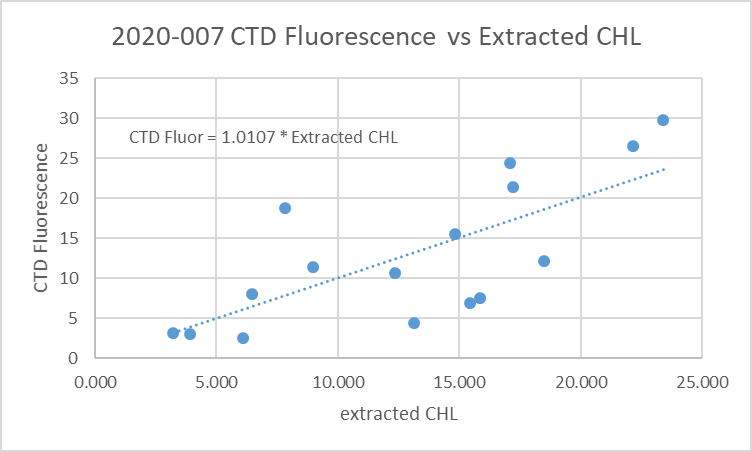 2020-007 CTD Fluorescence vs Extracted CHL
35
30
25
20
15
10
5
0
CTD Fluorescence
CTD Fluor = 1.0107 * Extracted CHL
0.000 5.000 10.000 15.000 20.000 25.000
extracted CHL